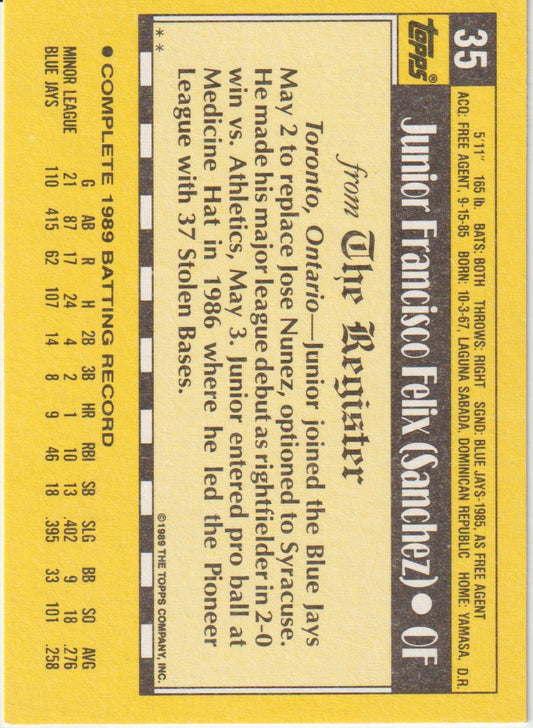 35
Topps®
5'11" 165 lb. BATS: BOTH THROWS: RIGHT SGND: BLUE JAYS-1985, AS FREE AGENT
ACQ: FREE AGENT, 9-15-85 BORN: 10-3-67, LAGUNA SABADA, DOMINICAN REPUBLIC HOME: YAMASA, D.R.
Junior Francisco Felix (Sanchez) • OF
from The Register
Toronto, Ontario—Junior joined the Blue Jays
May 2 to replace Jose Nunez, optioned to Syracuse.
He made his major league debut as rightfielder in 2-0
win vs. Athletics, May 3. Junior entered pro ball at
Medicine Hat in 1986 where he led the Pioneer
League with 37 Stolen Bases.
** ©1989 THE TOPPS COMPANY, INC.
• COMPLETE 1989 BATTING RECORD
G AB R H 2B 3B HR RBI SB SLG BB SO AVG
MINOR LEAGUE 21 87 17 24 4 2 1 10 13 .402 9 18 .276
BLUE JAYS 110 415 62 107 14 8 9 46 18 .395 33 101 .258